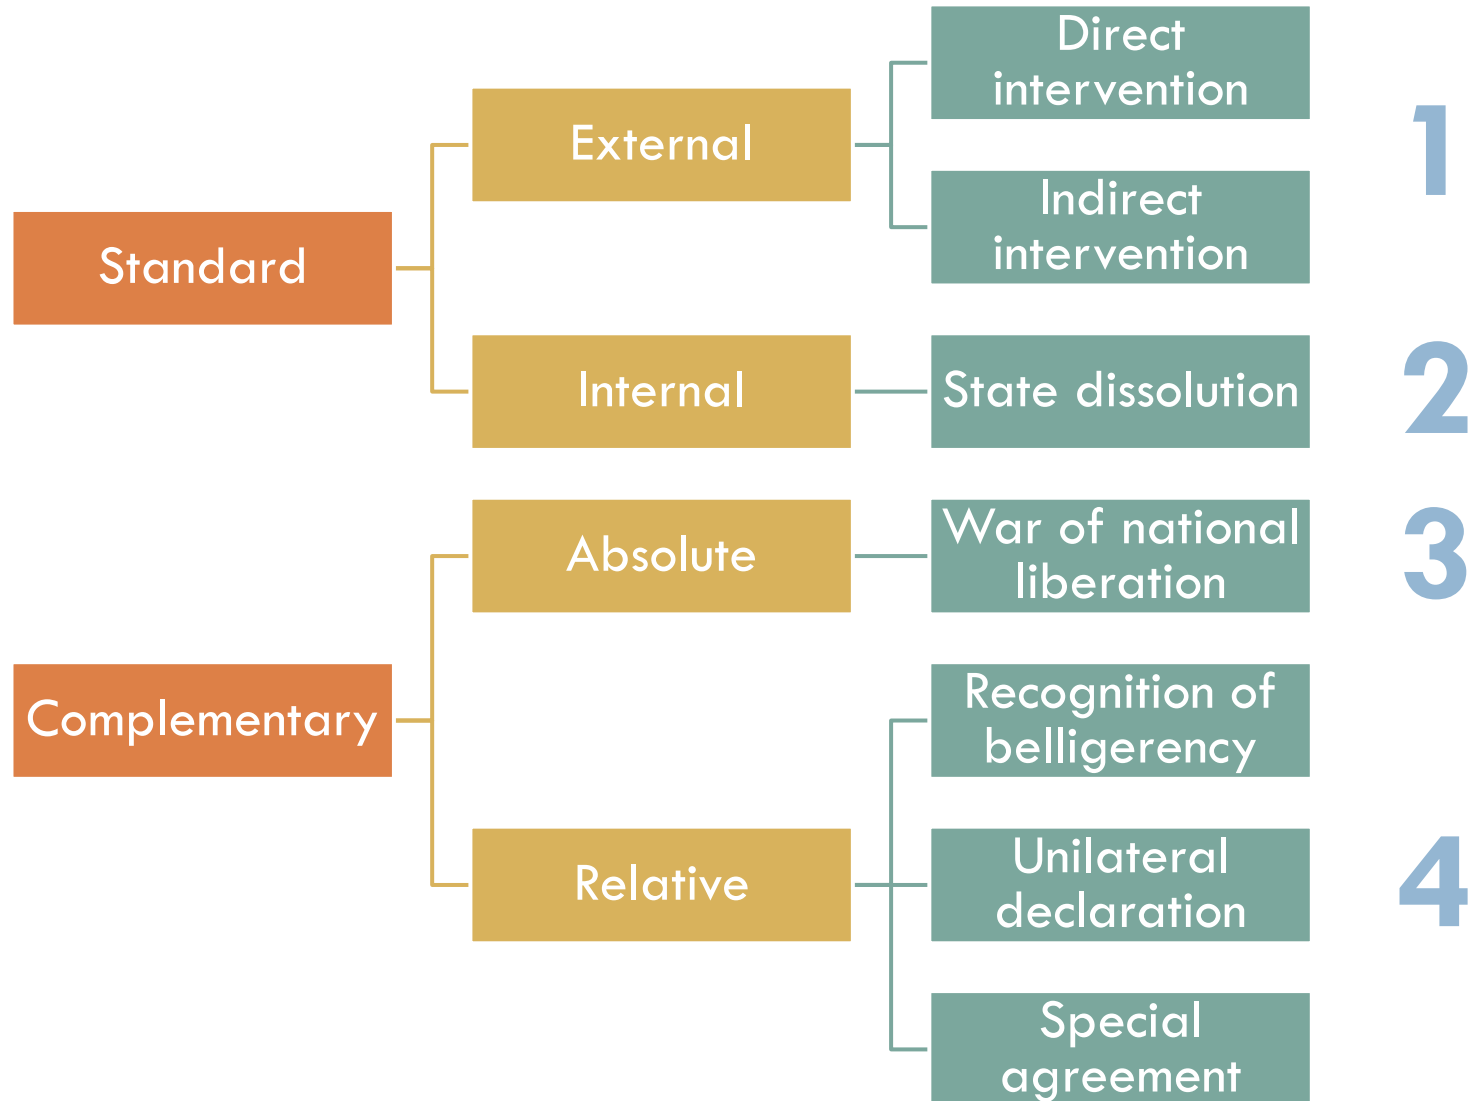 Standard
External
Direct
intervention
Indirect
intervention
1
Internal
State dissolution
2
Complementary
Absolute
War of national
liberation
3
Relative
Recognition of
belligerency
Unilateral
declaration
Special
agreement
4